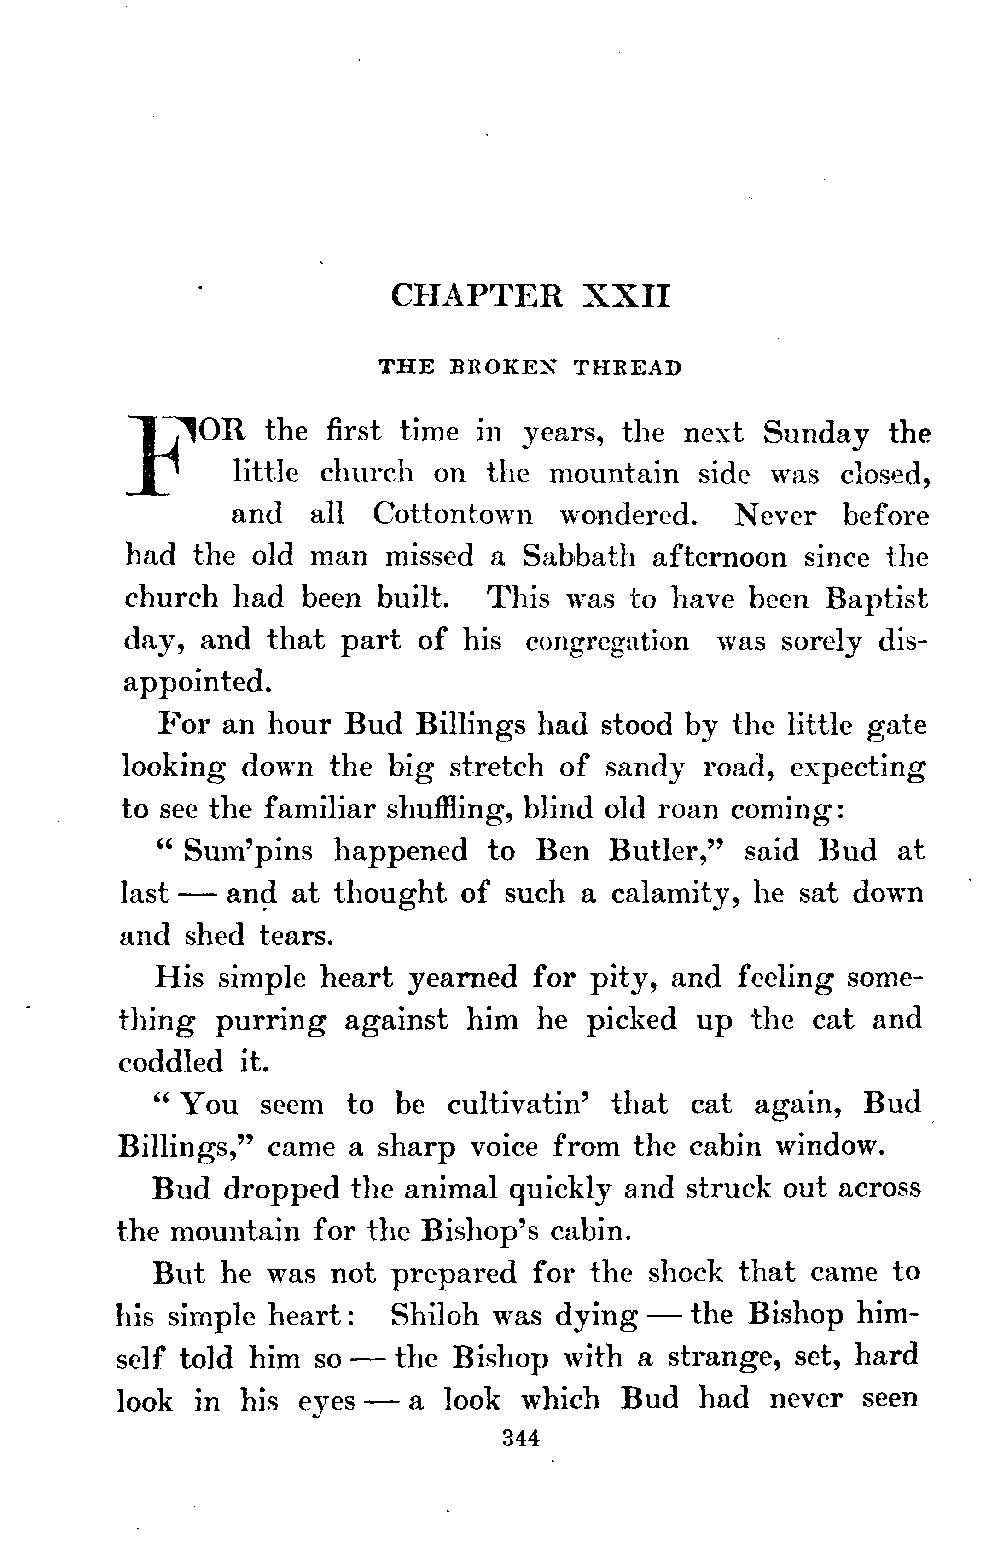 CHAPTER XXII
THE BROKEN THREAD
FOR the first time in years, the next Sunday the
little church on the mountain side was closed,
and all Cottontown wondered. Never before
had the old man missed a Sabbath afternoon since the
church had been built. This was to have been Baptist
day, and that part of his congregation was sorely dis-
appointed.
For an hour Bud Billings had stood by the little gate
looking down the big stretch of sandy road, expecting
to see the familiar shuffling, blind old roan coming:
“ Sum’pins happened to Ben Butler,” said Bud at
last — and at thought of such a calamity, he sat down
and shed tears.
His simple heart yearned for pity, and feeling some-
thing purring against him he picked up the cat and
coddled it.
“ You seem to be cultivatin’ that cat again, Bud
Billings,” came a sharp voice from the cabin window.
Bud dropped the animal quickly and struck out across
the mountain for the Bishop’s cabin.
But he was not prepared for the shock that came to
his simple heart: Shiloh was dying — the Bishop him-
self told him so — the Bishop with a strange, set, hard
look in his eyes — a look which Bud had never seen
344